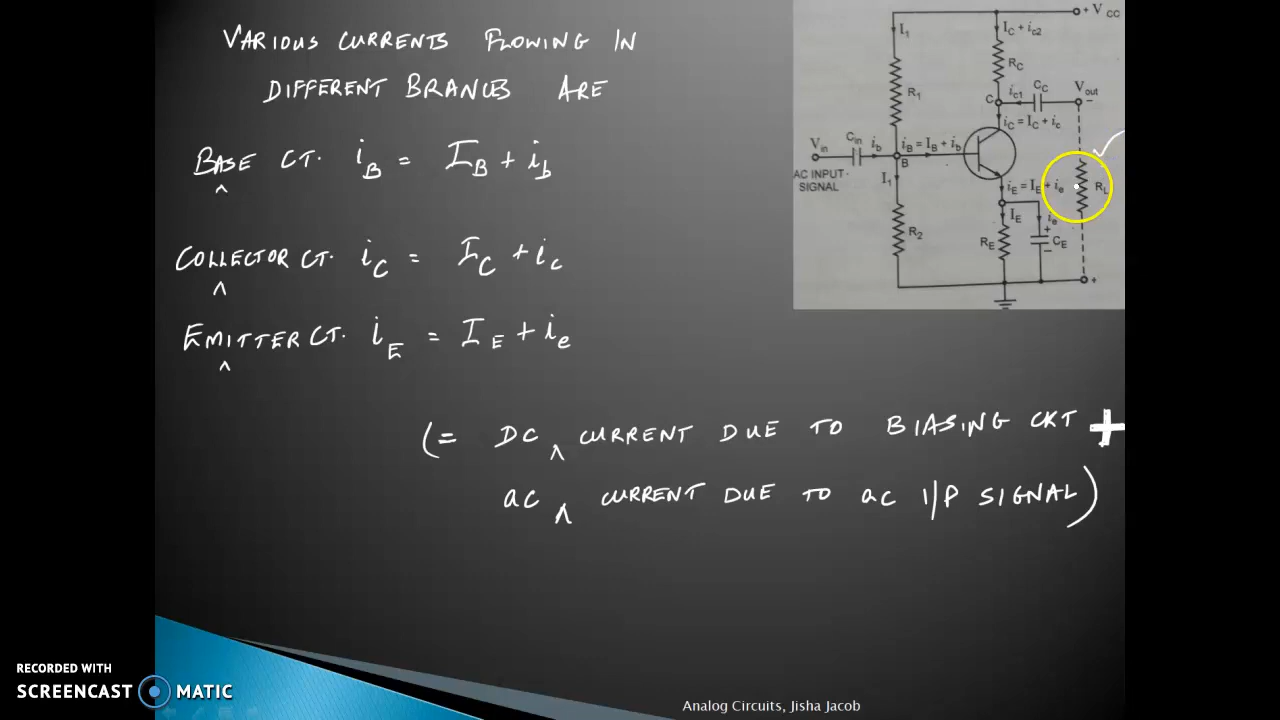 VARIOUS CURRENTS FLOWING IN
DIFFERENT BRANCES ARE
BASE CT. iB = IB + ib
COLLECTOR CT. iC = IC + ic
EMITTER CT. iE = IE + ie
(= DC CURRENT DUE TO BIASING CKT +
ac CURRENT DUE TO ac I/P SIGNAL)
+ VCC
I1
IC + ic2
RC
R1
CC
Vout
ic1
C
−
iC = IC + ic
Vin
Cin
ib
iB = IB + ib
B
AC INPUT
SIGNAL
I1
iE = IE + ie
RL
IE
ie
+
R2
RE
CE
−
+
RECORDED WITH
SCREENCAST MATIC
Analog Circuits, Jisha Jacob